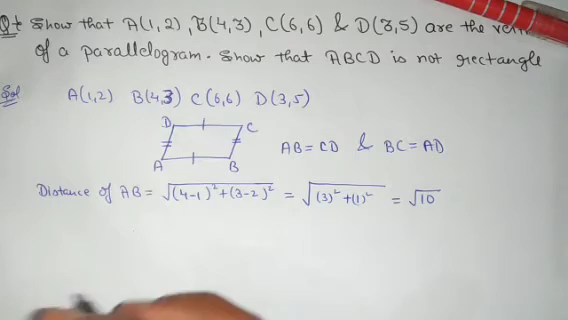 Q+ Show that A(1,2), B(4,3), C(6,6) & D(3,5) are the
of a parallelogram. Show that ABCD is not rectangle
Sol A(1,2) B(4,3) C(6,6) D(3,5)
D C
AB = CD & BC = AD
A B
Distance of AB = √(4-1)²+(3-2)² = √(3)²+(1)² = √10